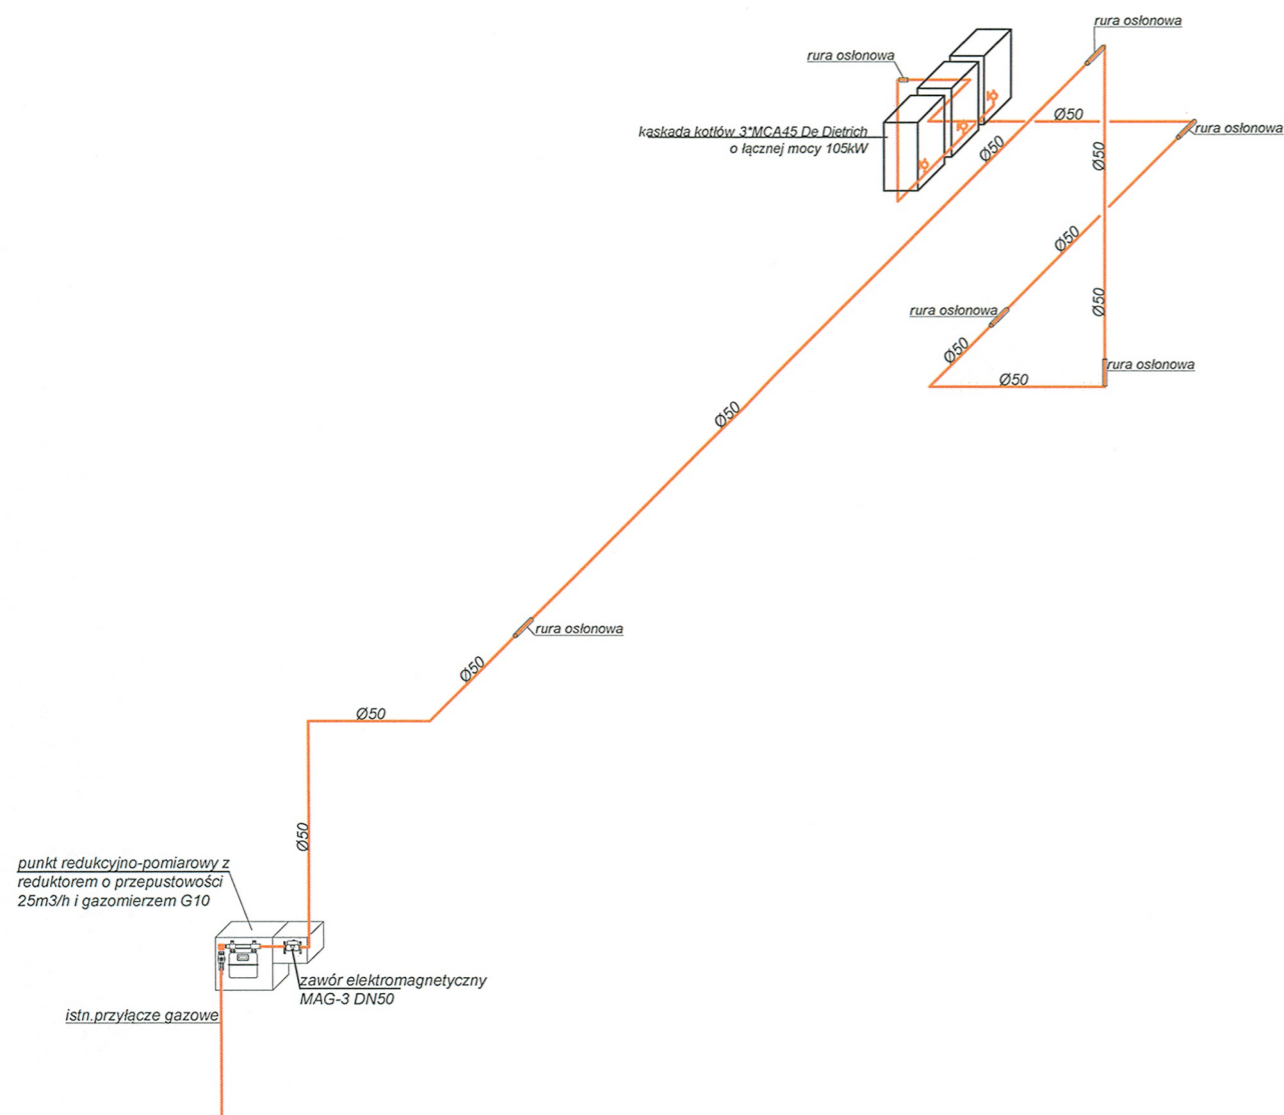 rura osłonowa
rura osłonowa
kaskada kotłów 3*MCA45 De Dietrich
o łącznej mocy 105kW
Ø50
rura osłonowa
Ø50
Ø50
Ø50
rura osłonowa
Ø50
Ø50
rura osłonowa
Ø50
Ø50
rura osłonowa
Ø50
Ø50
Ø50
punkt redukcyjno-pomiarowy z
reduktorem o przepustowości
25m3/h i gazomierzem G10
zawór elektromagnetyczny
MAG-3 DN50
istn.przyłącze gazowe